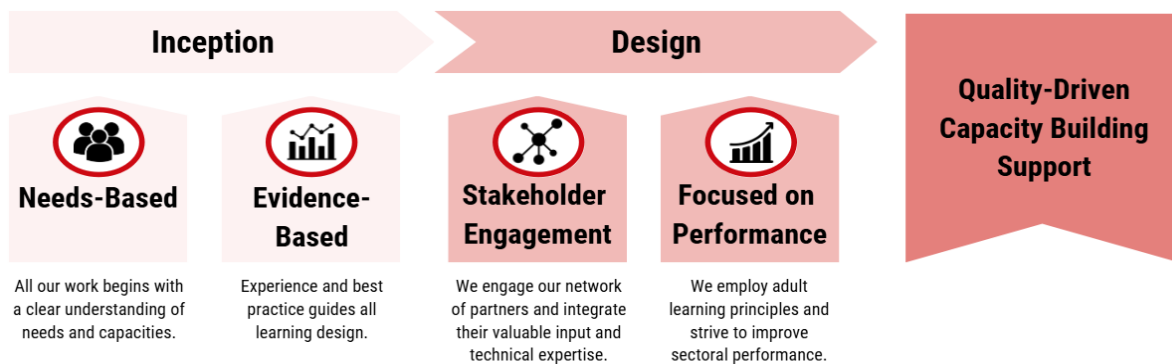 Inception
Design
Quality-Driven
Capacity Building
Support
Needs-Based
Evidence-
Based
Stakeholder
Engagement
Focused on
Performance
All our work begins with
a clear understanding of
needs and capacities.
Experience and best
practice guides all
learning design.
We engage our network
of partners and integrate
their valuable input and
technical expertise.
We employ adult
learning principles and
strive to improve
sectoral performance.